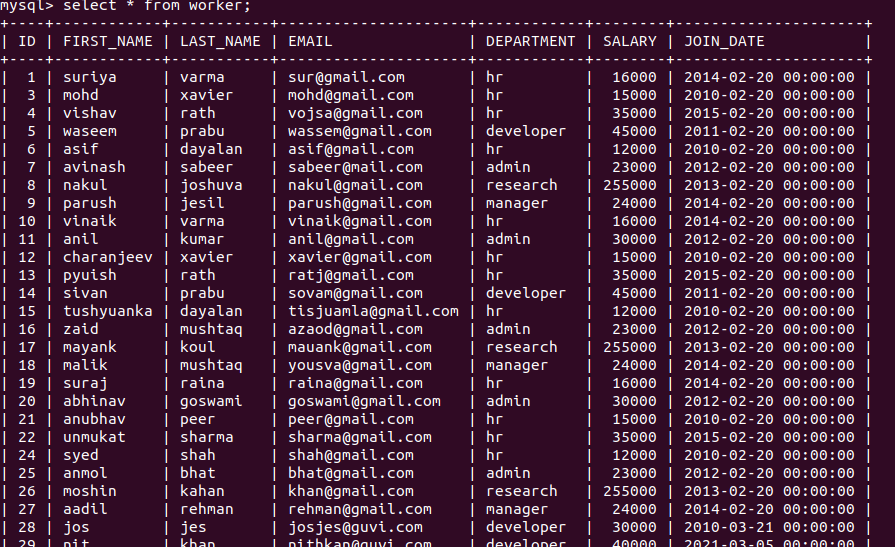 mysql> select * from worker;
+----+------------+-----------+--------------------+------------+--------+---------------------+
| ID | FIRST_NAME | LAST_NAME | EMAIL              | DEPARTMENT | SALARY | JOIN_DATE           |
+----+------------+-----------+--------------------+------------+--------+---------------------+
|  1 | suriya     | varma     | sur@gmail.com      | hr         |  16000 | 2014-02-20 00:00:00 |
|  3 | mohd       | xavier    | mohd@gmail.com     | hr         |  15000 | 2010-02-20 00:00:00 |
|  4 | vishav     | rath      | vojsa@gmail.com    | hr         |  35000 | 2015-02-20 00:00:00 |
|  5 | waseem     | prabu     | wassem@gmail.com   | developer  |  45000 | 2011-02-20 00:00:00 |
|  6 | asif       | dayalan   | asif@gmail.com     | hr         |  12000 | 2010-02-20 00:00:00 |
|  7 | avinash    | sabeer    | sabeer@mail.com    | admin      |  23000 | 2012-02-20 00:00:00 |
|  8 | nakul      | joshuva   | nakul@gmail.com    | research   | 255000 | 2013-02-20 00:00:00 |
|  9 | parush     | jesil     | parush@gmail.com   | manager    |  24000 | 2014-02-20 00:00:00 |
| 10 | vinaik     | varma     | vinaik@gmail.com   | hr         |  16000 | 2014-02-20 00:00:00 |
| 11 | anil       | kumar     | anil@gmail.com     | admin      |  30000 | 2012-02-20 00:00:00 |
| 12 | charanjeev | xavier    | xavier@gmail.com   | hr         |  15000 | 2010-02-20 00:00:00 |
| 13 | pyuish     | rath      | ratj@gmail.com     | hr         |  35000 | 2015-02-20 00:00:00 |
| 14 | sivan      | prabu     | sovam@gmail.com    | developer  |  45000 | 2011-02-20 00:00:00 |
| 15 | tushyuanka | dayalan   | tisjuamla@gmail.com | hr         |  12000 | 2010-02-20 00:00:00 |
| 16 | zaid       | mushtaq   | azaod@gmail.com    | admin      |  23000 | 2012-02-20 00:00:00 |
| 17 | mayank     | koul      | mauank@gmail.com   | research   | 255000 | 2013-02-20 00:00:00 |
| 18 | malik      | mushtaq   | yousva@gmail.com   | manager    |  24000 | 2014-02-20 00:00:00 |
| 19 | suraj      | raina     | raina@gmail.com    | hr         |  16000 | 2014-02-20 00:00:00 |
| 20 | abhinav    | goswami   | goswami@gmail.com  | admin      |  30000 | 2012-02-20 00:00:00 |
| 21 | anubhav    | peer      | peer@gmail.com     | hr         |  15000 | 2010-02-20 00:00:00 |
| 22 | unmukat    | sharma    | sharma@gmail.com   | hr         |  35000 | 2015-02-20 00:00:00 |
| 24 | syed       | shah      | shah@gmail.com     | hr         |  12000 | 2010-02-20 00:00:00 |
| 25 | anmol      | bhat      | bhat@gmail.com     | admin      |  23000 | 2012-02-20 00:00:00 |
| 26 | moshin     | kahan     | khan@gmail.com     | research   | 255000 | 2013-02-20 00:00:00 |
| 27 | aadil      | rehman    | rehman@gmail.com   | manager    |  24000 | 2014-02-20 00:00:00 |
| 28 | jos        | jes       | josjes@guvi.com    | developer  |  30000 | 2010-03-21 00:00:00 |
| 29 | nit        | khan      | nithkan@guvi.com   | developer  |  40000 | 2021-03-05 00:00:00 |